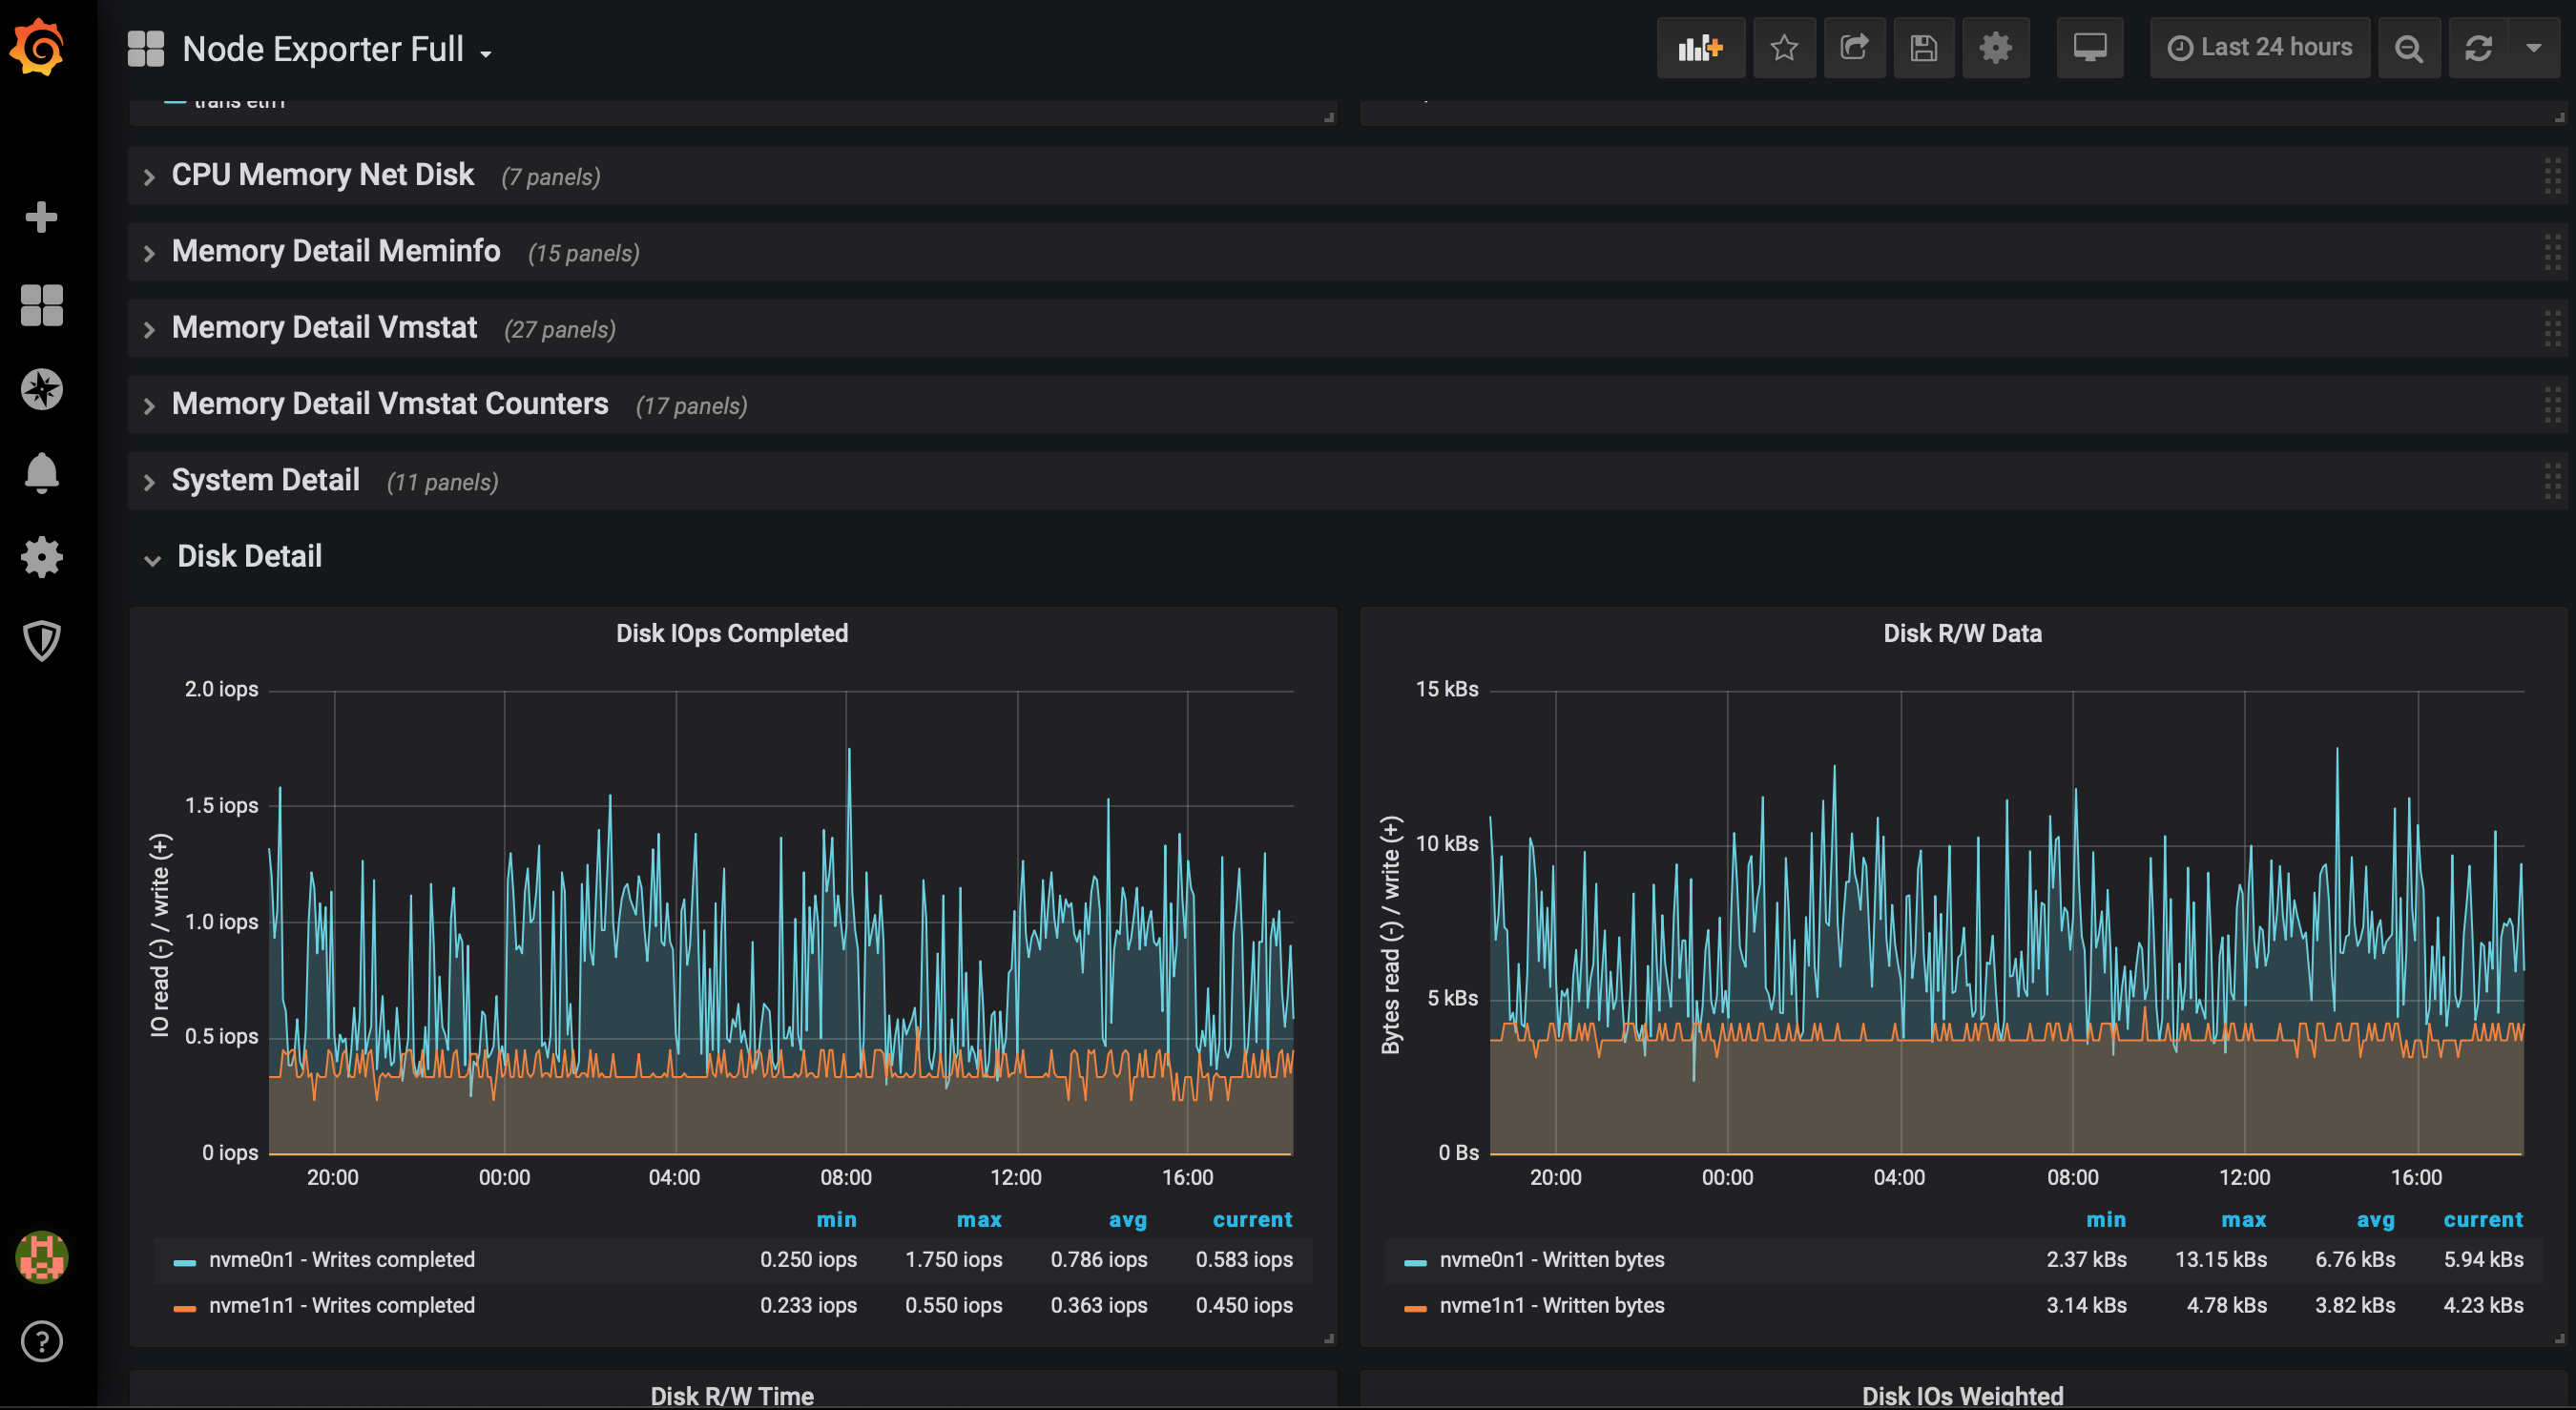 Node Exporter Full
Last 24 hours
trans eth1
CPU Memory Net Disk (7 panels)
Memory Detail Meminfo (15 panels)
Memory Detail Vmstat (27 panels)
Memory Detail Vmstat Counters (17 panels)
System Detail (11 panels)
Disk Detail
Disk IOps Completed
IO read (-) / write (+)
2.0 iops
1.5 iops
1.0 iops
0.5 iops
0 iops
20:00 00:00 04:00 08:00 12:00 16:00
min max avg current
nvme0n1 - Writes completed 0.250 iops 1.750 iops 0.786 iops 0.583 iops
nvme1n1 - Writes completed 0.233 iops 0.550 iops 0.363 iops 0.450 iops
Disk R/W Data
Bytes read (-) / write (+)
15 kBs
10 kBs
5 kBs
0 Bs
20:00 00:00 04:00 08:00 12:00 16:00
min max avg current
nvme0n1 - Written bytes 2.37 kBs 13.15 kBs 6.76 kBs 5.94 kBs
nvme1n1 - Written bytes 3.14 kBs 4.78 kBs 3.82 kBs 4.23 kBs
Disk R/W Time
Disk IOs Weighted